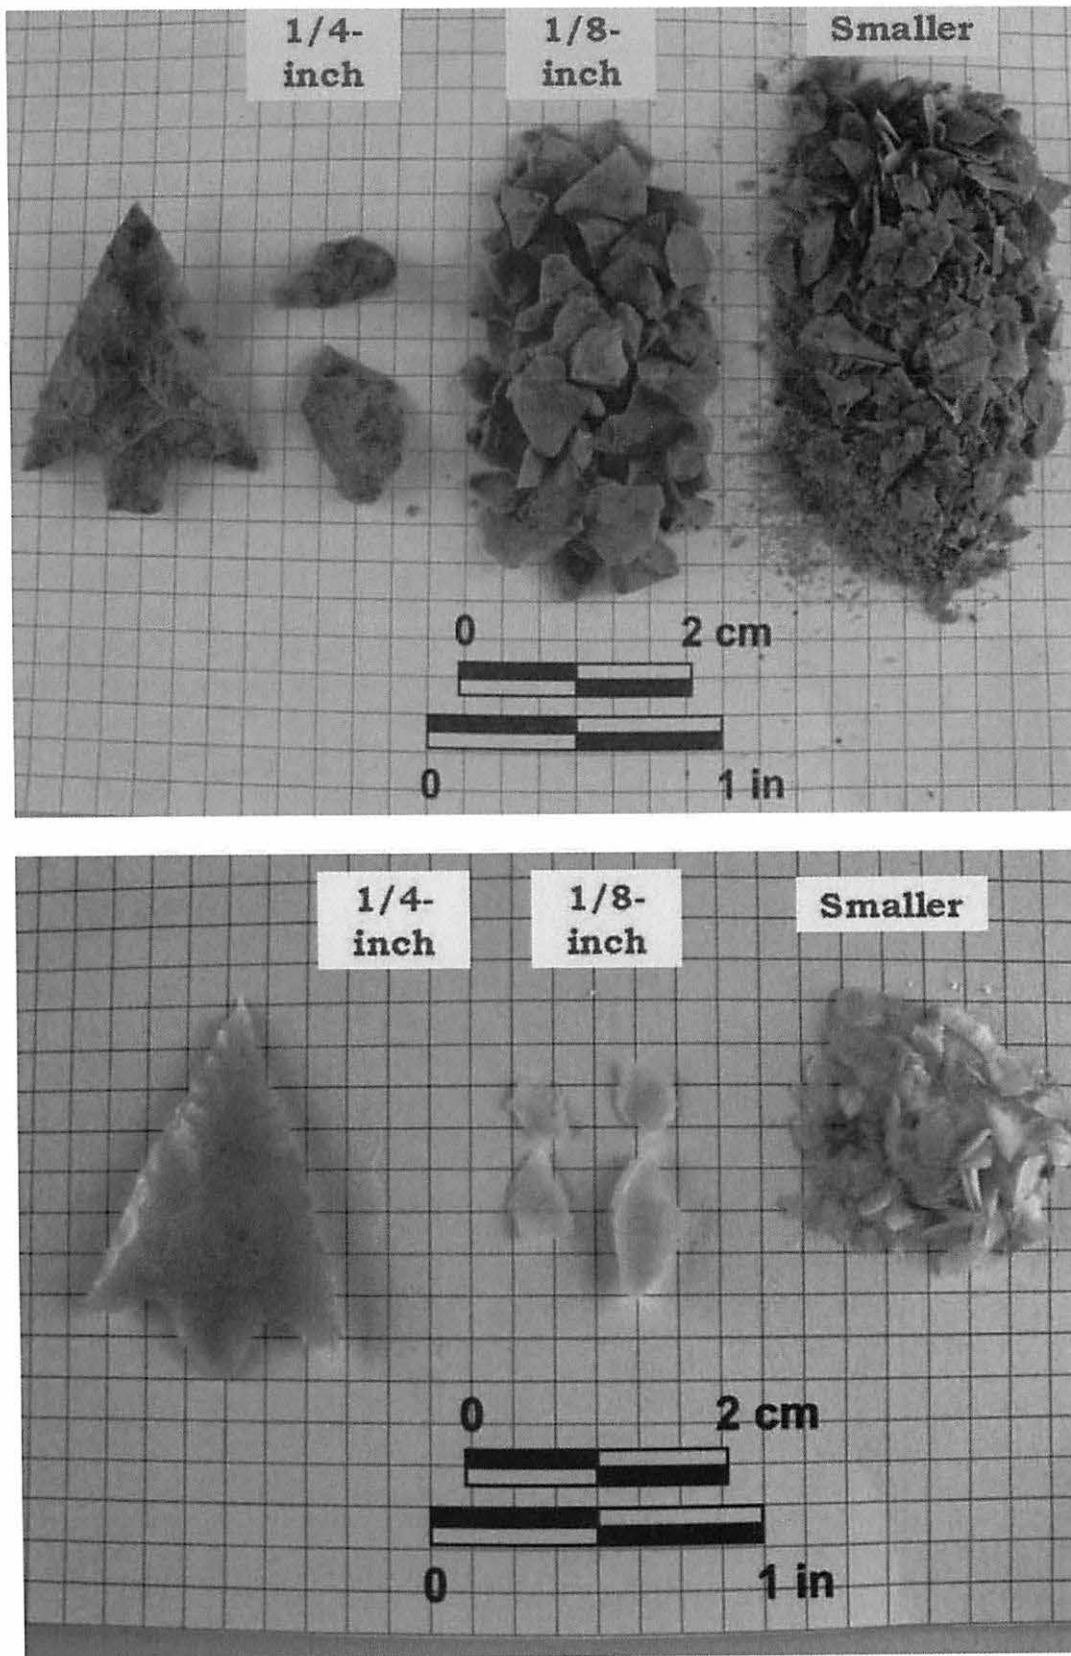 1/4-
inch
1/8-
inch
Smaller
0 2 cm
0 1 in
1/4-
inch
1/8-
inch
Smaller
0 2 cm
0 1 in